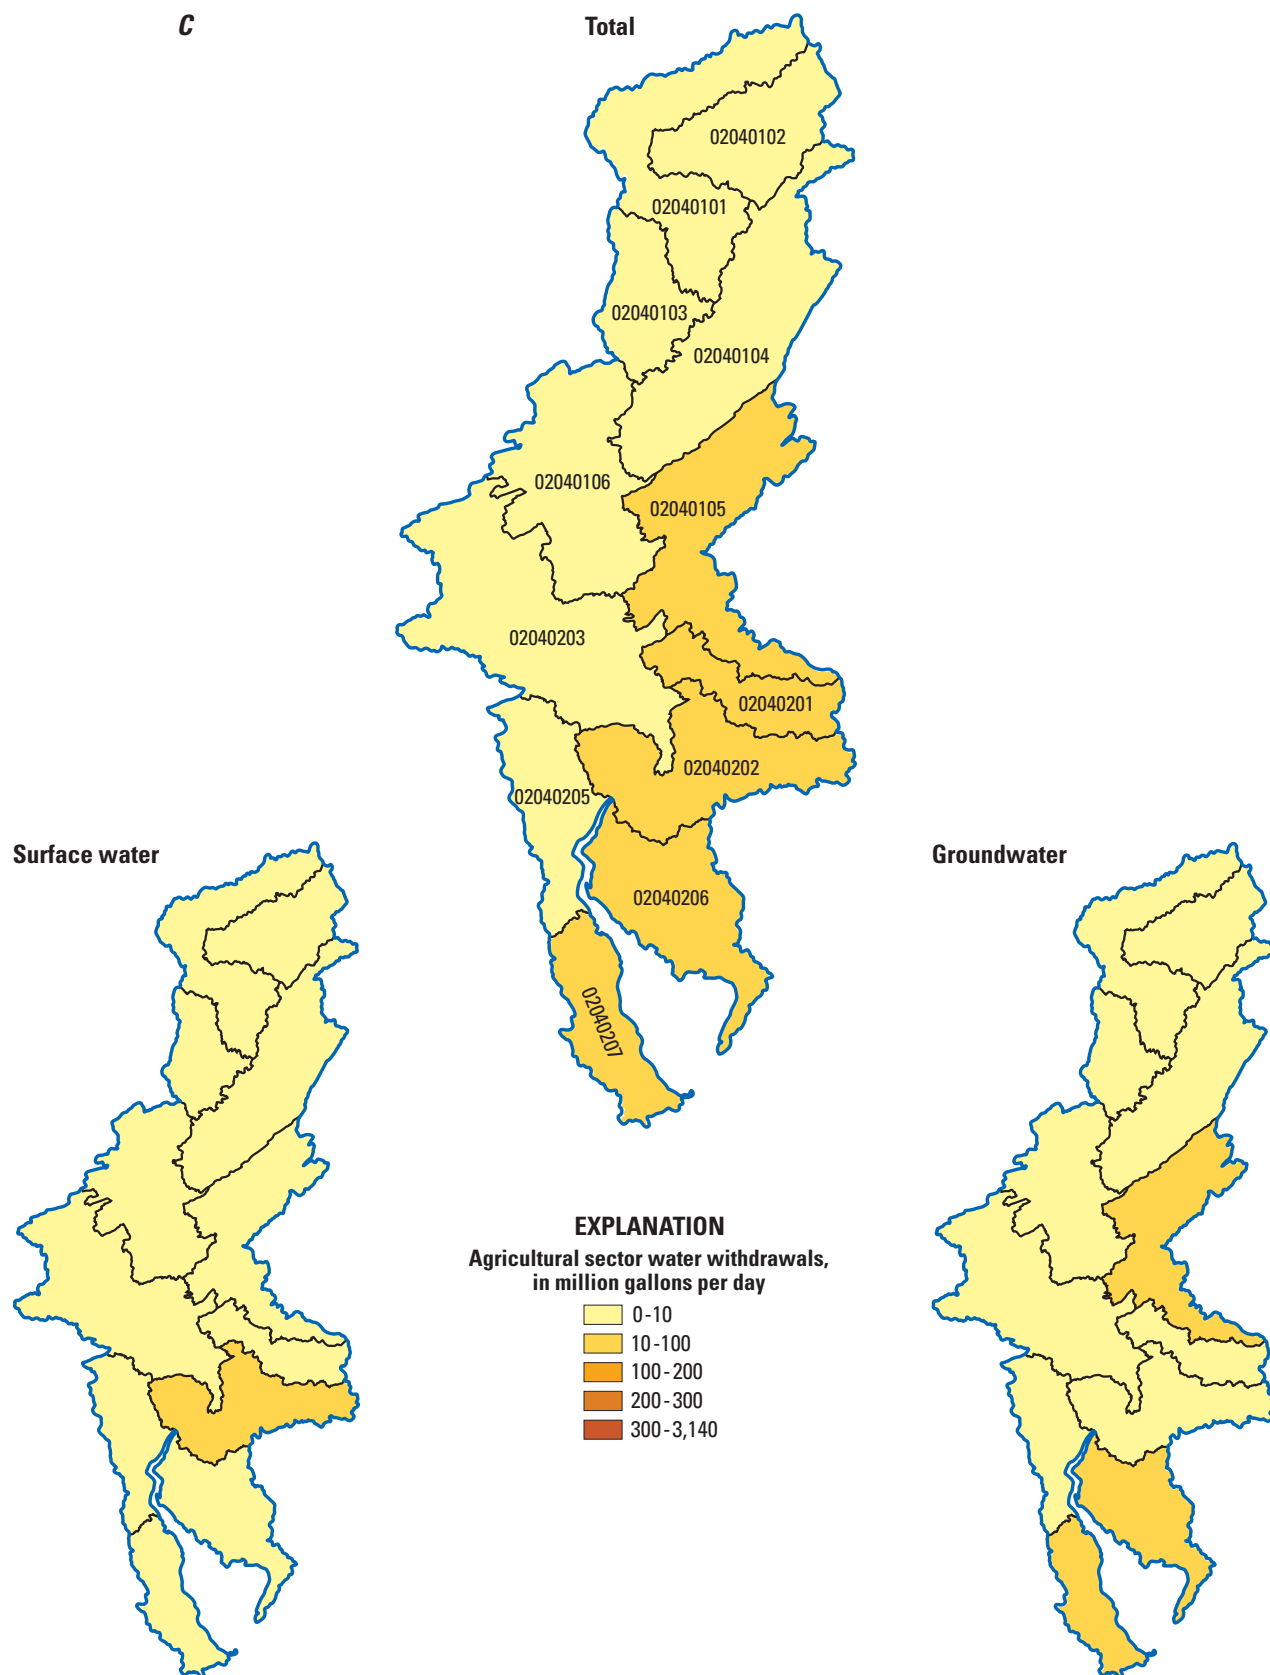 C
Total
02040102
02040101
02040103
02040104
02040106
02040105
02040203
02040201
02040202
02040205
Surface water
Groundwater
02040206
02040207
EXPLANATION
Agricultural sector water withdrawals,
in million gallons per day
0-10
10-100
100-200
200-300
300-3,140